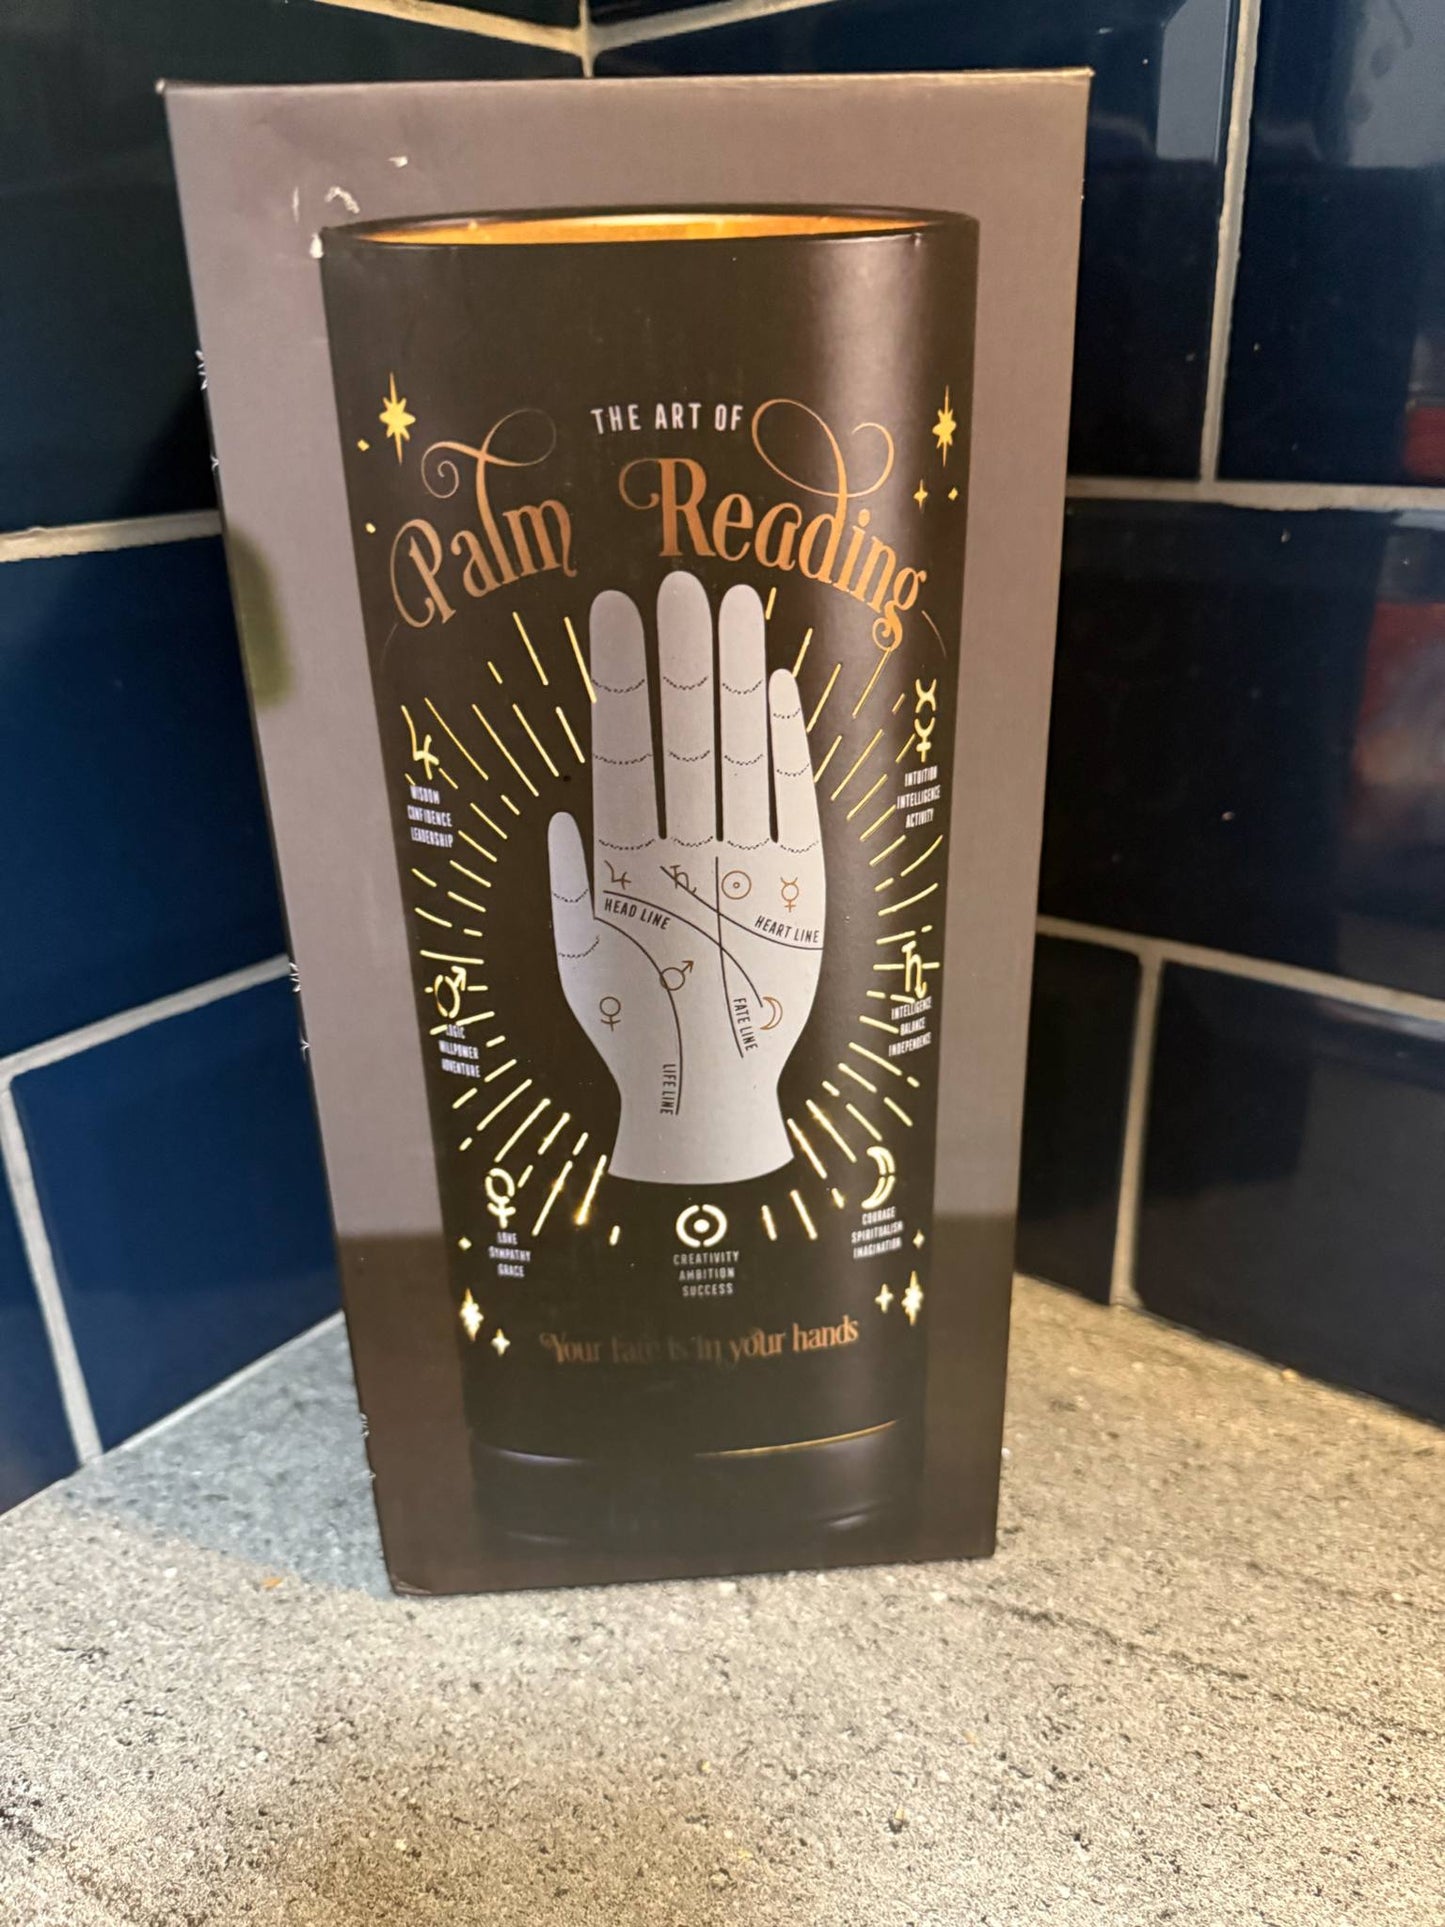 THE ART OF
Palm Reading
WISDOM
CONFIDENCE
LEADERSHIP
INTUITION
INTELLIGENCE
ACTIVITY
HEAD LINE
HEART LINE
FATE LINE
LIFE LINE
LOGIC
WILLPOWER
ADVENTURE
INTELLIGENCE
BALANCE
INDEPENDENCE
LOVE
SYMPATHY
GRACE
CREATIVITY
AMBITION
SUCCESS
COURAGE
SPIRITUALISM
IMAGINATION
Your fate is in your hands